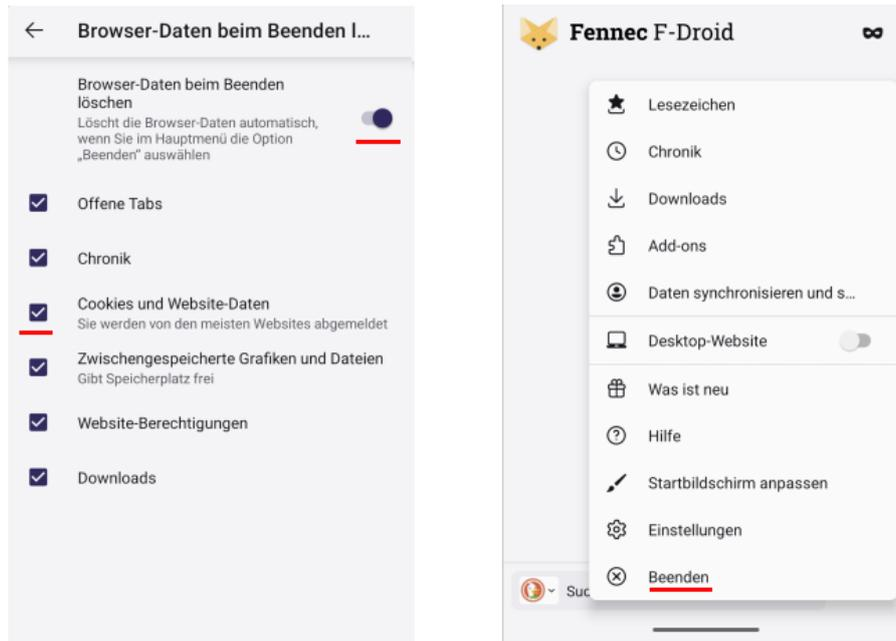 Browser-Daten beim Beenden l...
Browser-Daten beim Beenden
löschen
Löscht die Browser-Daten automatisch,
wenn Sie im Hauptmenü die Option
„Beenden“ auswählen
Offene Tabs
Chronik
Cookies und Website-Daten
Sie werden von den meisten Websites abgemeldet
Zwischengespeicherte Grafiken und Dateien
Gibt Speicherplatz frei
Website-Berechtigungen
Downloads
Fennec F-Droid
Lesezeichen
Chronik
Downloads
Add-ons
Daten synchronisieren und s...
Desktop-Website
Was ist neu
Hilfe
Startbildschirm anpassen
Einstellungen
Beenden
Suc